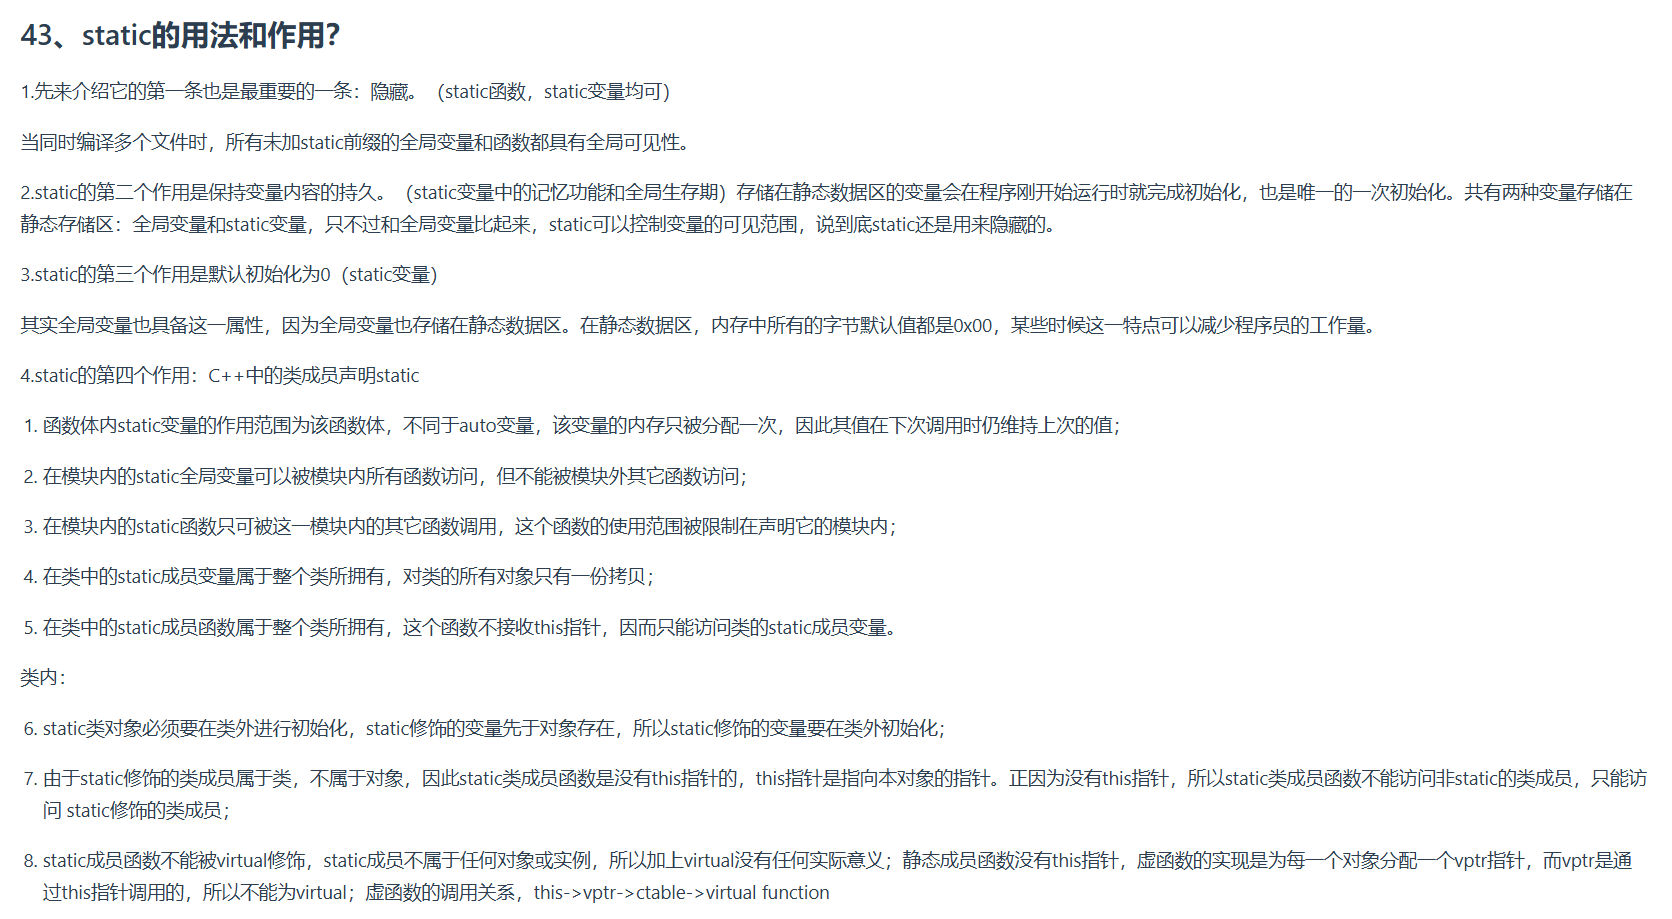 43、static的用法和作用？
1.先来介绍它的第一条也是最重要的一条：隐藏。（static函数，static变量均可）
当同时编译多个文件时，所有未加static前缀的全局变量和函数都具有全局可见性。
2.static的第二个作用是保持变量内容的持久。（static变量中的记忆功能和全局生存期）存储在静态数据区的变量会在程序刚开始运行时就完成初始化，也是唯一的一次初始化。共有两种变量存储在
静态存储区：全局变量和static变量，只不过和全局变量比起来，static可以控制变量的可见范围，说到底static还是用来隐藏的。
3.static的第三个作用是默认初始化为0（static变量）
其实全局变量也具备这一属性，因为全局变量也存储在静态数据区。在静态数据区，内存中所有的字节默认值都是0x00，某些时候这一特点可以减少程序员的工作量。
4.static的第四个作用：C++中的类成员声明static
1. 函数体内static变量的作用范围为该函数体，不同于auto变量，该变量的内存只被分配一次，因此其值在下次调用时仍维持上次的值；
2. 在模块内的static全局变量可以被模块内所有函数访问，但不能被模块外其它函数访问；
3. 在模块内的static函数只可被这一模块内的其它函数调用，这个函数的使用范围被限制在声明它的模块内；
4. 在类中的static成员变量属于整个类所拥有，对类的所有对象只有一份拷贝；
5. 在类中的static成员函数属于整个类所拥有，这个函数不接收this指针，因而只能访问类的static成员变量。
类内：
6. static类对象必须要在类外进行初始化，static修饰的变量先于对象存在，所以static修饰的变量要在类外初始化；
7. 由于static修饰的类成员属于类，不属于对象，因此static类成员函数是没有this指针的，this指针是指向本对象的指针。正因为没有this指针，所以static类成员函数不能访问非static的类成员，只能访
问 static修饰的类成员；
8. static成员函数不能被virtual修饰，static成员不属于任何对象或实例，所以加上virtual没有任何实际意义；静态成员函数没有this指针，虚函数的实现是为每一个对象分配一个vptr指针，而vptr是通
过this指针调用的，所以不能为virtual；虚函数的调用关系，this->vptr->ctable->virtual function